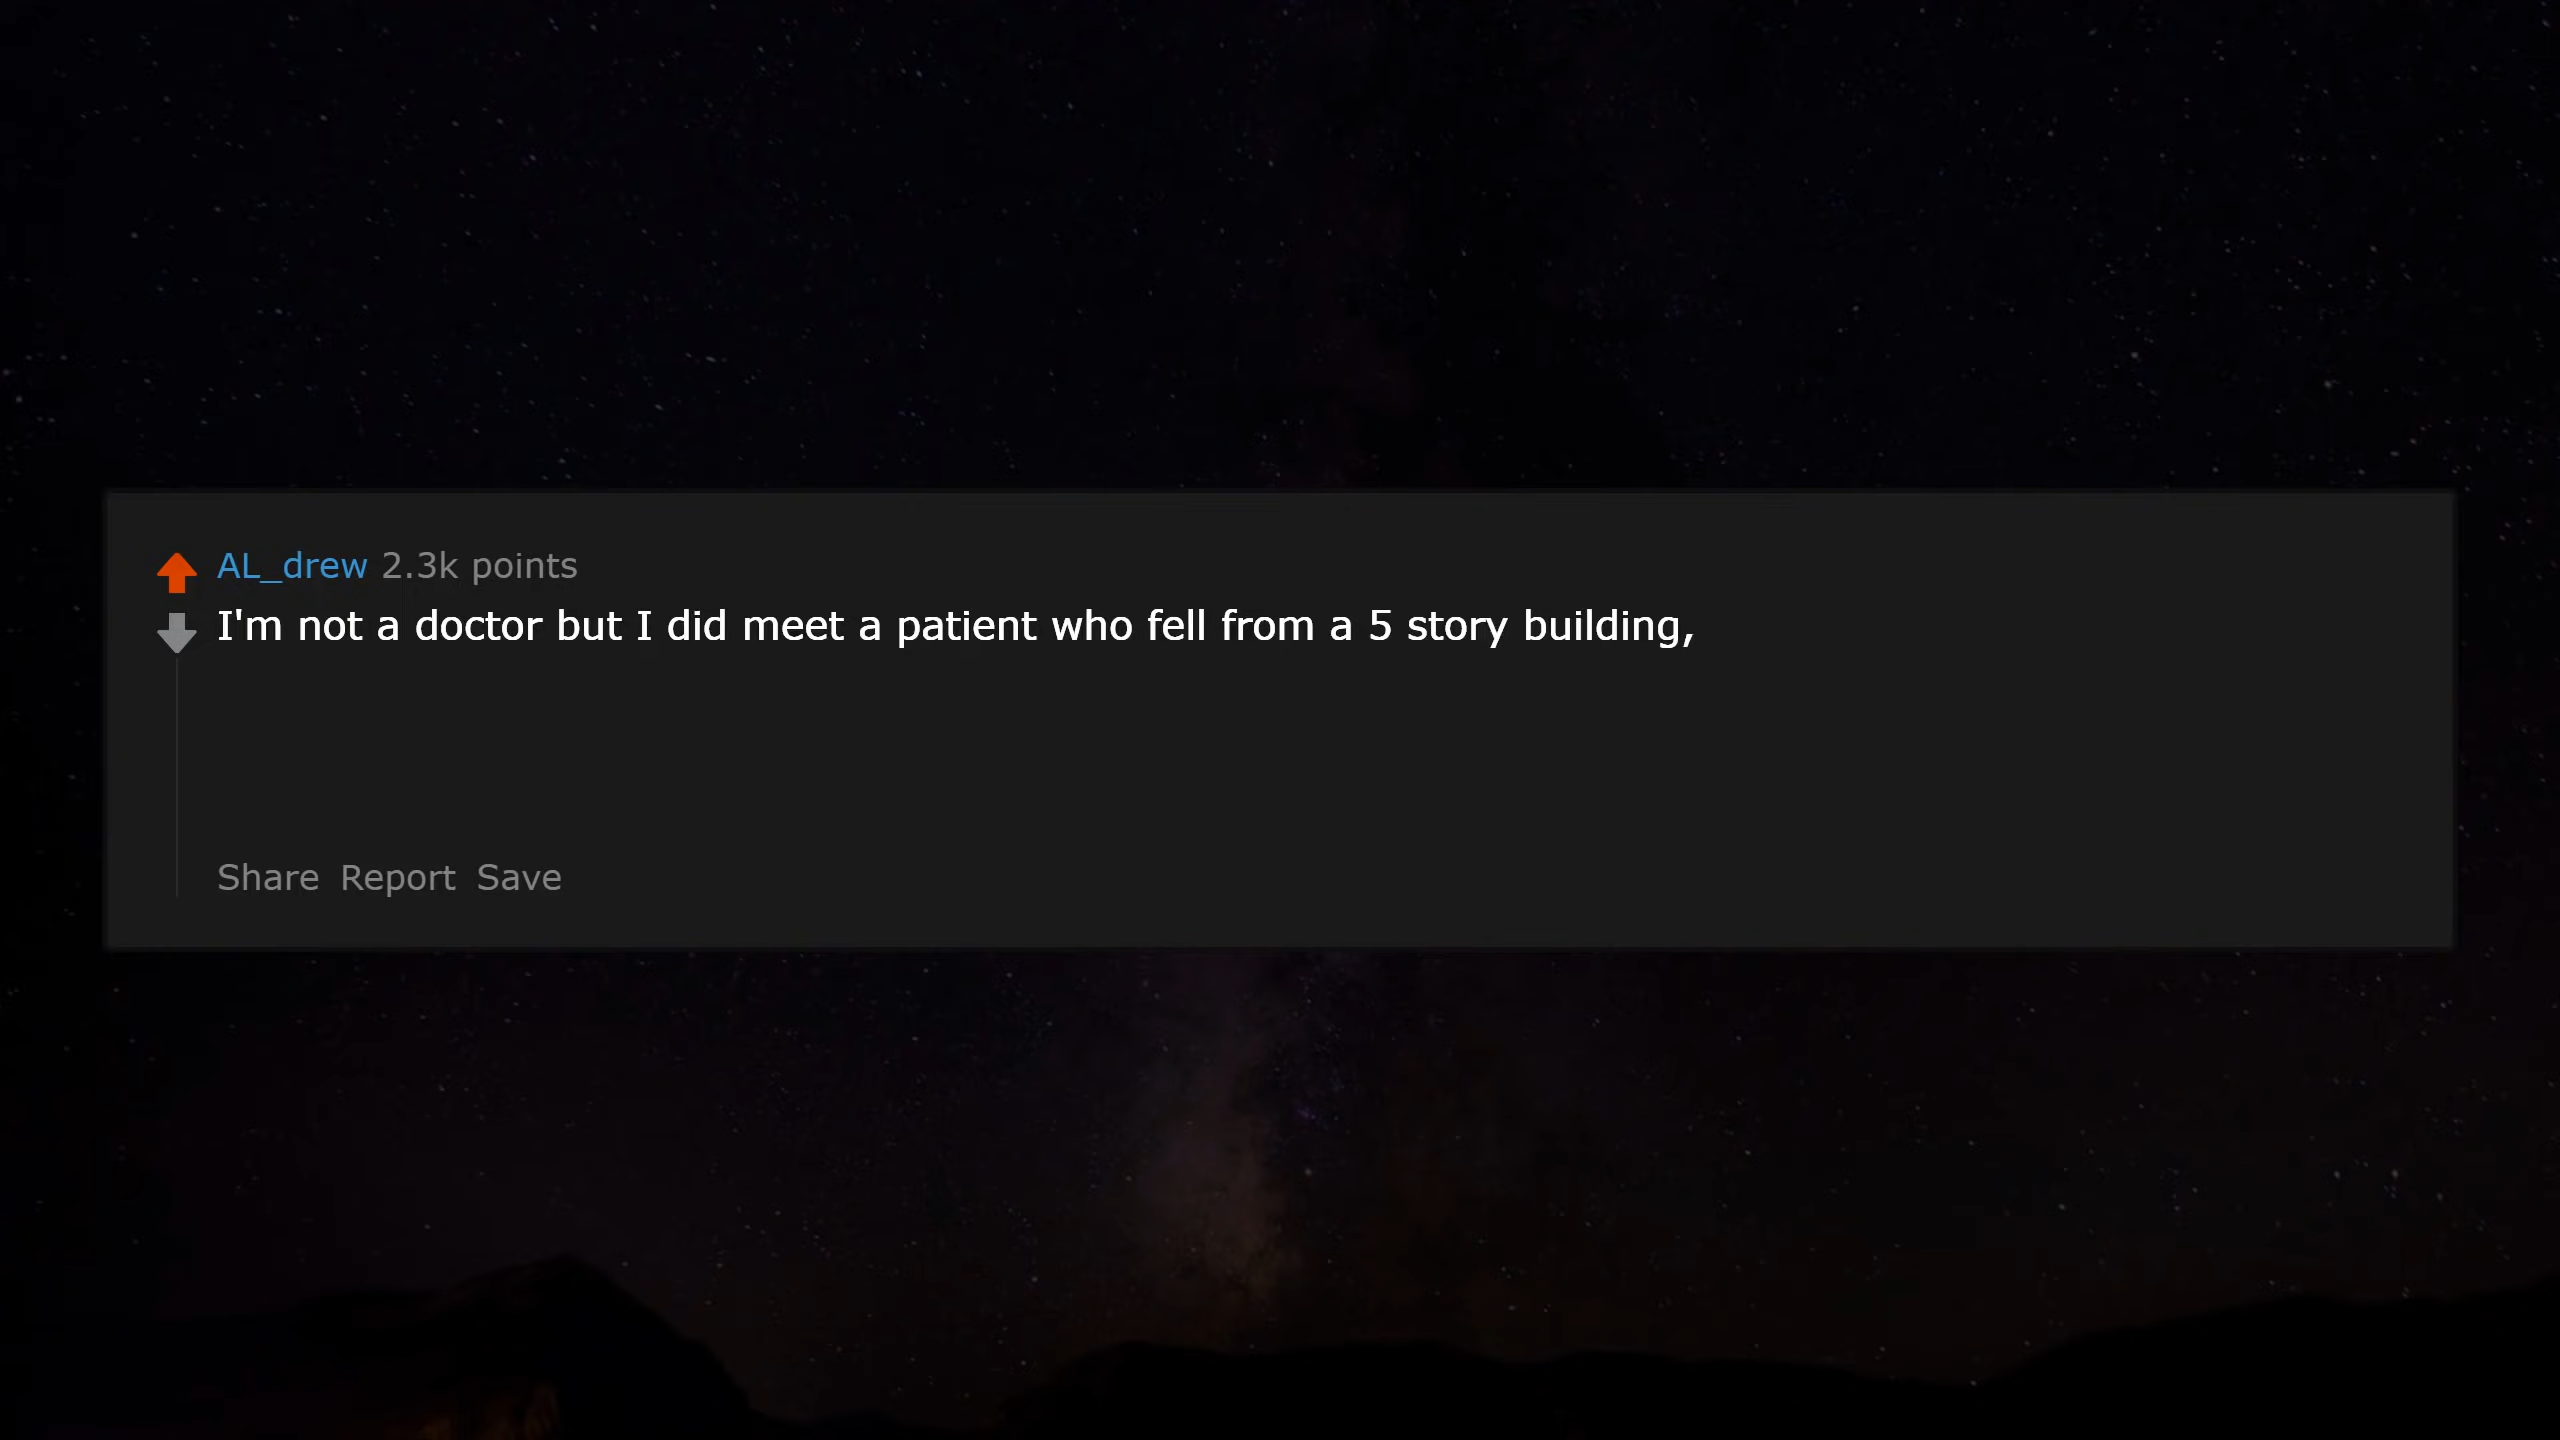 AL_drew 2.3k points
I'm not a doctor but I did meet a patient who fell from a 5 story building,
Share Report Save